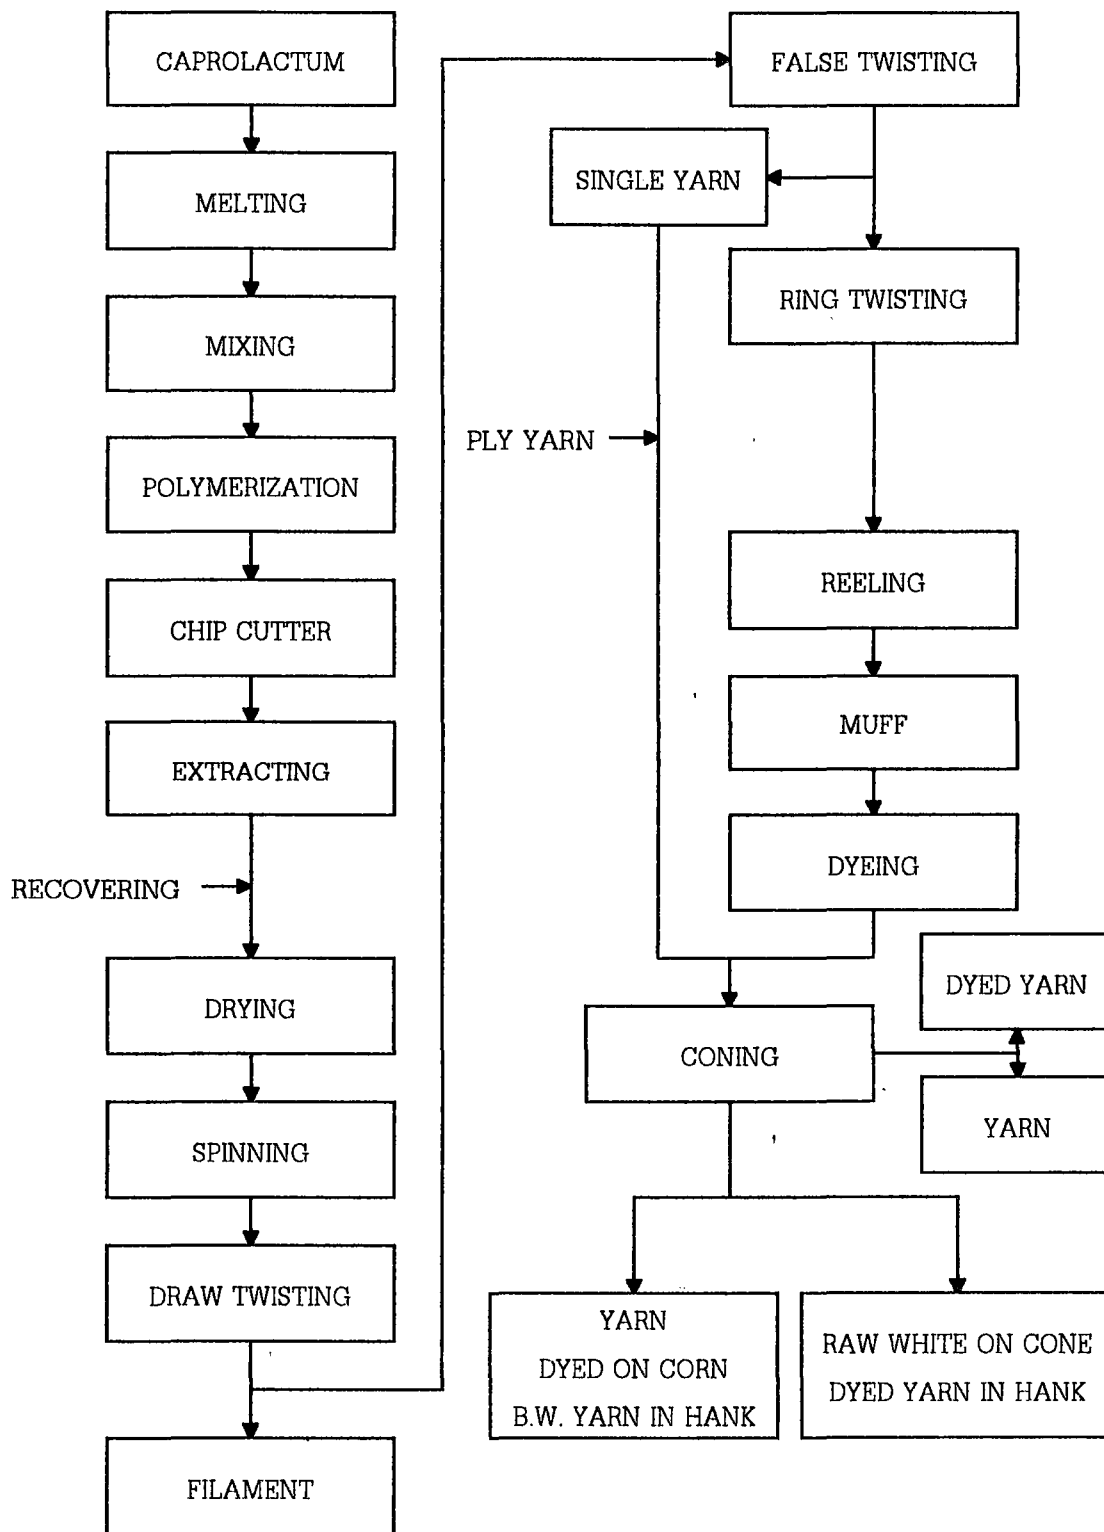 CAPROLACTUM
MELTING
MIXING
POLYMERIZATION
CHIP CUTTER
EXTRACTING
RECOVERING
DRYING
SPINNING
DRAW TWISTING
FILAMENT
FALSE TWISTING
SINGLE YARN
RING TWISTING
PLY YARN
REELING
MUFF
DYEING
CONING
DYED YARN
YARN
YARN
DYED ON CORN
B.W. YARN IN HANK
RAW WHITE ON CONE
DYED YARN IN HANK